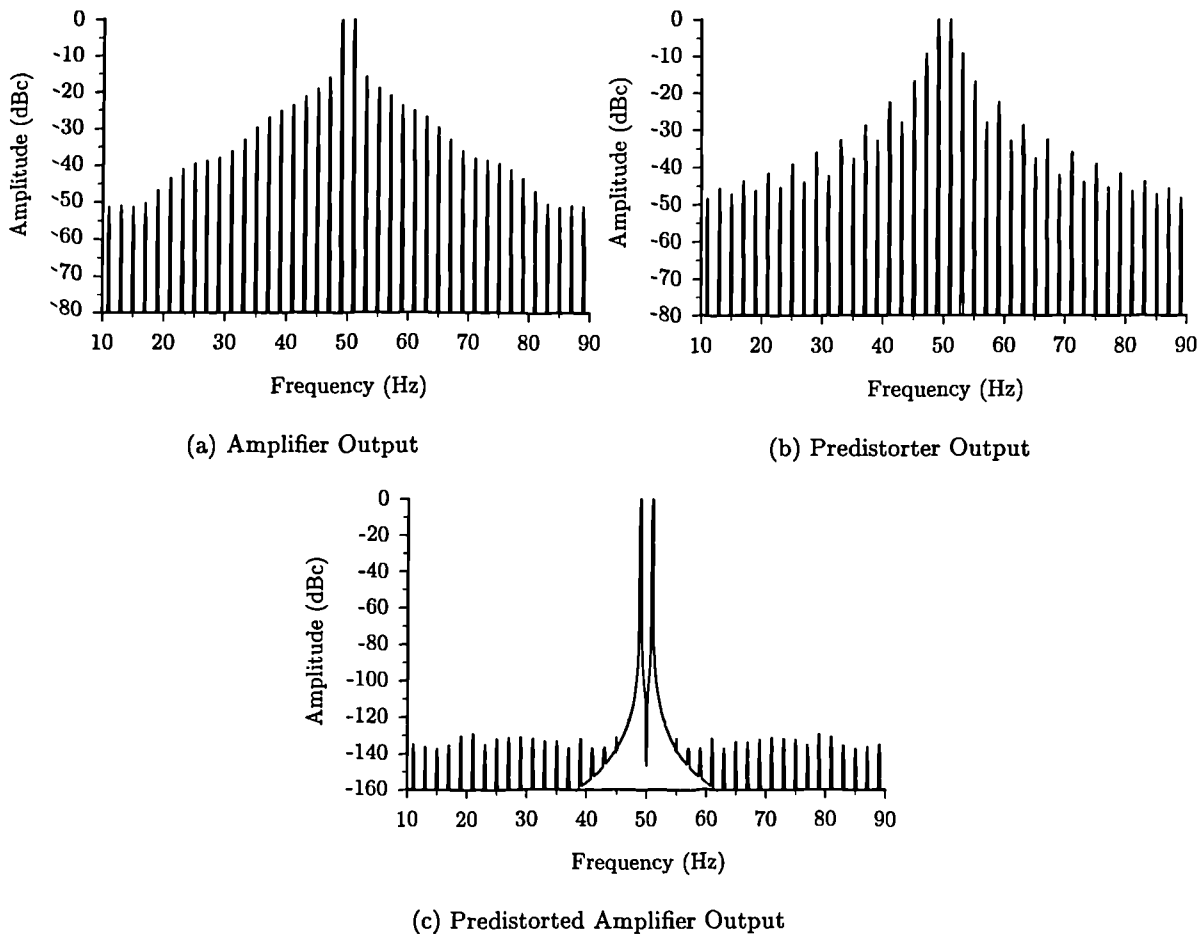 0
-10
-20
-30
-40
-50
-60
-70
-80
Amplitude (dBc)
10 20 30 40 50 60 70 80 90
Frequency (Hz)
(a) Amplifier Output
0
-10
-20
-30
-40
-50
-60
-70
-80
Amplitude (dBc)
10 20 30 40 50 60 70 80 90
Frequency (Hz)
(b) Predistorter Output
0
-20
-40
-60
-80
-100
-120
-140
-160
Amplitude (dBc)
10 20 30 40 50 60 70 80 90
Frequency (Hz)
(c) Predistorted Amplifier Output